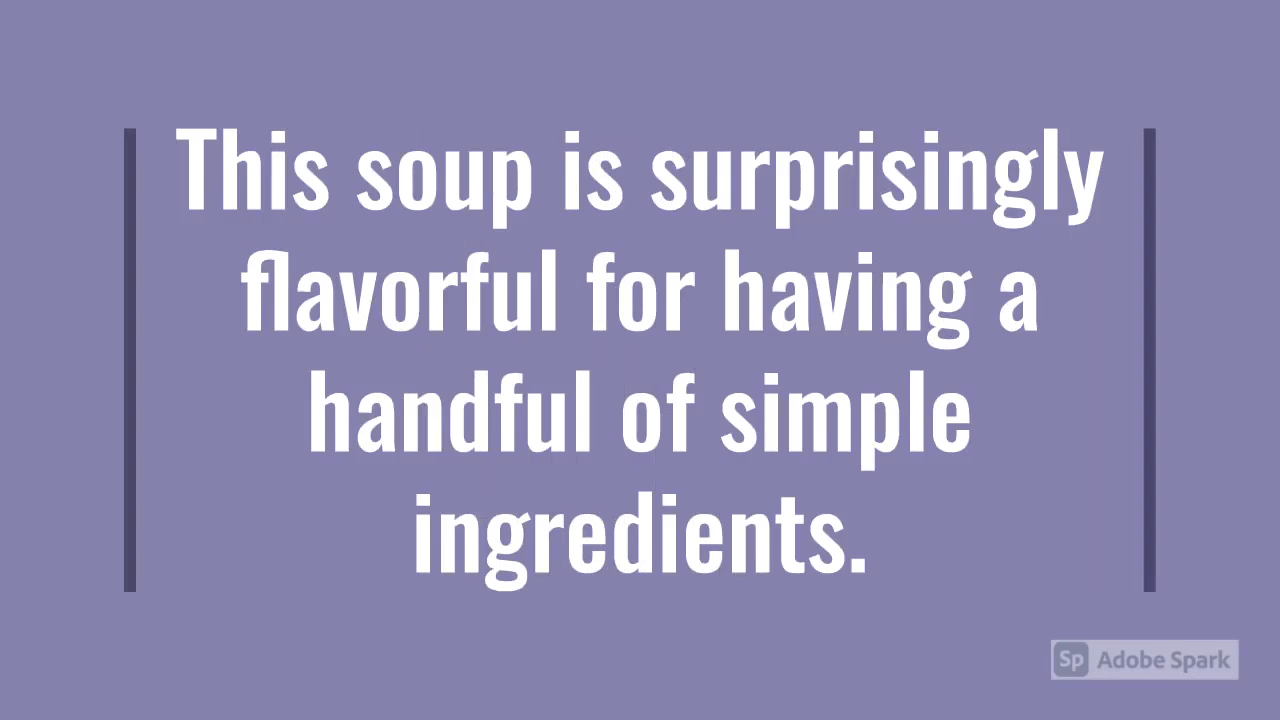 This soup is surprisingly
flavorful for having a
handful of simple
ingredients.
Sp Adobe Spark